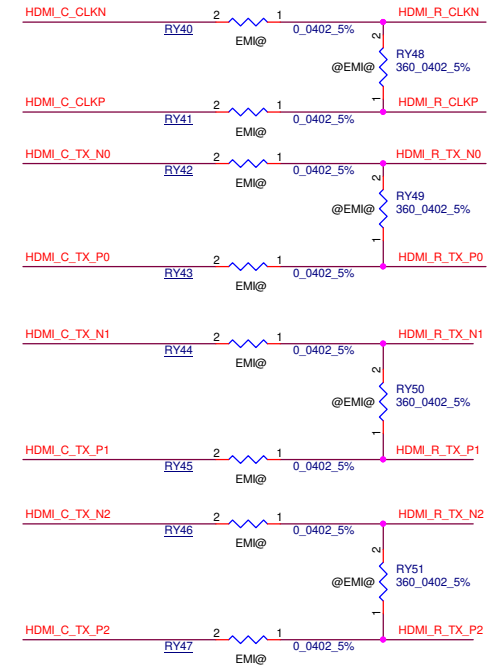 HDMI_C_CLKN 2 1 HDMI_R_CLKN
RY40 0_0402_5%
EMI@
2
RY48
@EMI@ 360_0402_5%
1
HDMI_C_CLKP 2 1 HDMI_R_CLKP
RY41 0_0402_5%
EMI@
HDMI_C_TX_N0 2 1 HDMI_R_TX_N0
RY42 0_0402_5%
EMI@
2
RY49
@EMI@ 360_0402_5%
1
HDMI_C_TX_P0 2 1 HDMI_R_TX_P0
RY43 0_0402_5%
EMI@
HDMI_C_TX_N1 2 1 HDMI_R_TX_N1
RY44 0_0402_5%
EMI@
2
RY50
@EMI@ 360_0402_5%
1
HDMI_C_TX_P1 2 1 HDMI_R_TX_P1
RY45 0_0402_5%
EMI@
HDMI_C_TX_N2 2 1 HDMI_R_TX_N2
RY46 0_0402_5%
EMI@
2
RY51
@EMI@ 360_0402_5%
1
HDMI_C_TX_P2 2 1 HDMI_R_TX_P2
RY47 0_0402_5%
EMI@